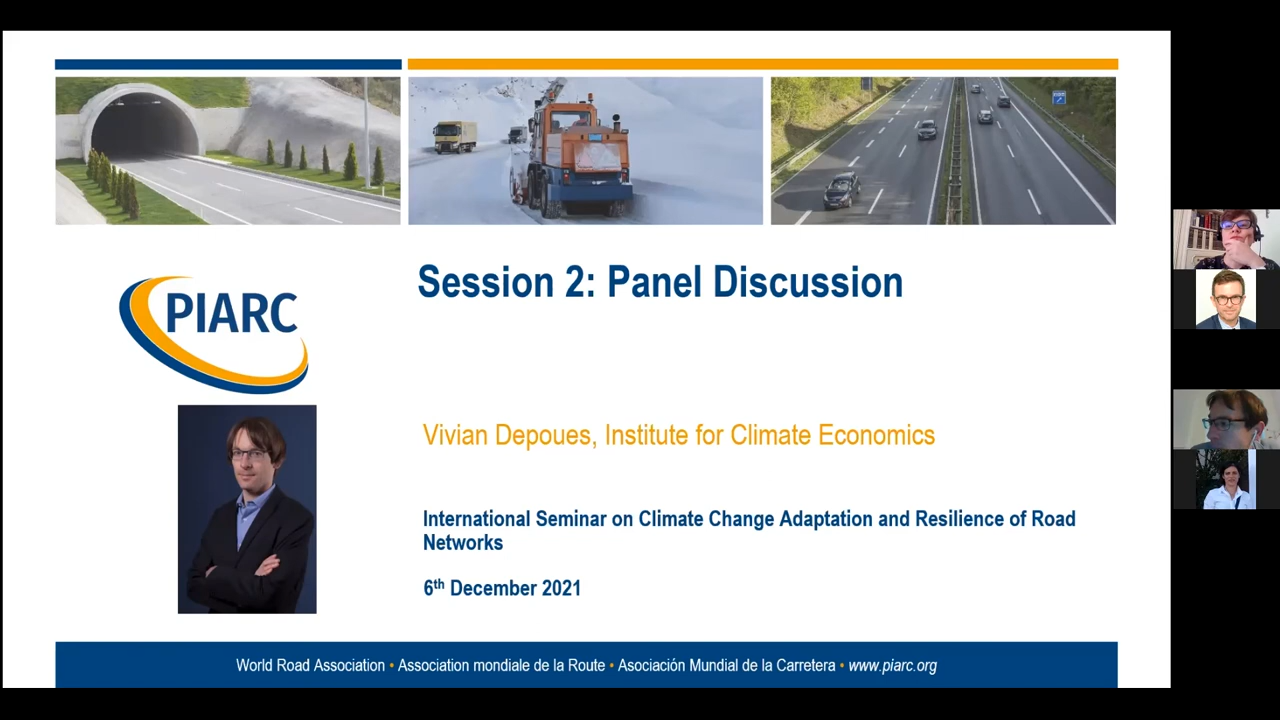 Session 2: Panel Discussion
PIARC
Vivian Depoues, Institute for Climate Economics
International Seminar on Climate Change Adaptation and Resilience of Road
Networks
6th December 2021
World Road Association • Association mondiale de la Route • Asociación Mundial de la Carretera • www.piarc.org